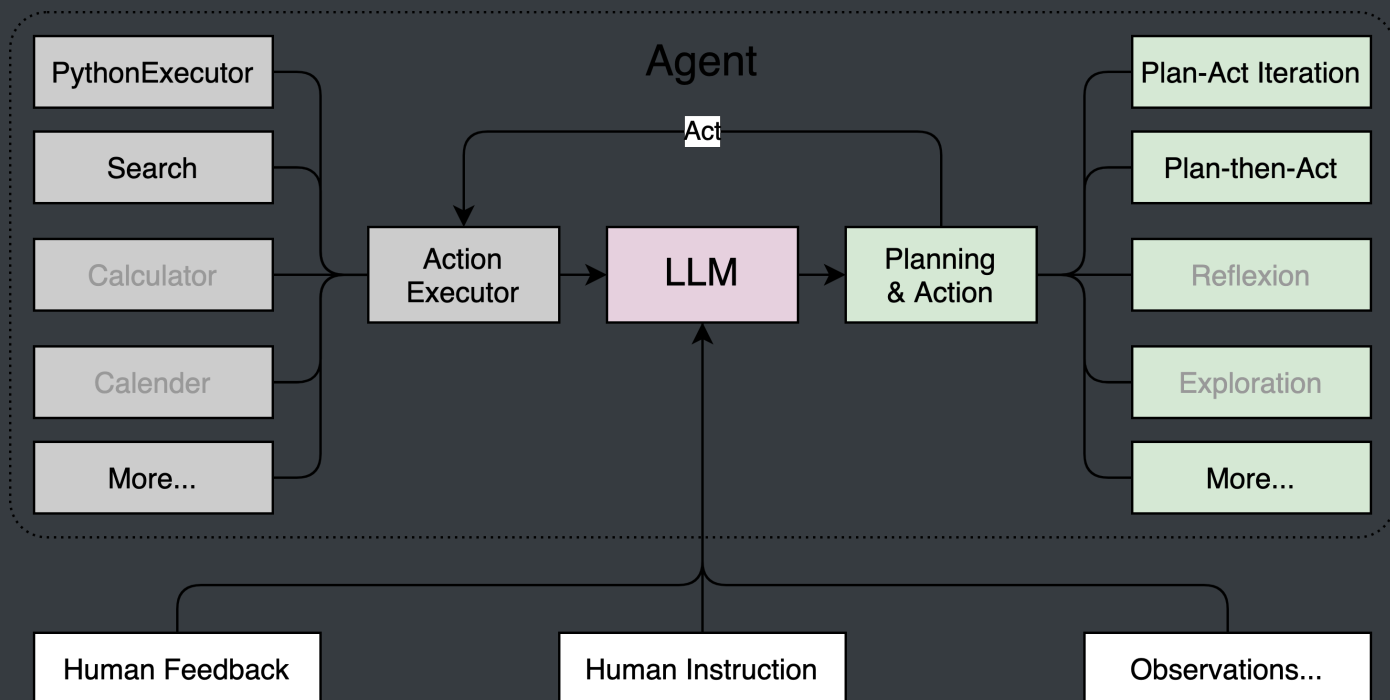 Agent
PythonExecutor
Search
Calculator
Calender
More...
Act
Action
Executor
LLM
Planning
& Action
Plan-Act Iteration
Plan-then-Act
Reflexion
Exploration
More...
Human Feedback
Human Instruction
Observations...